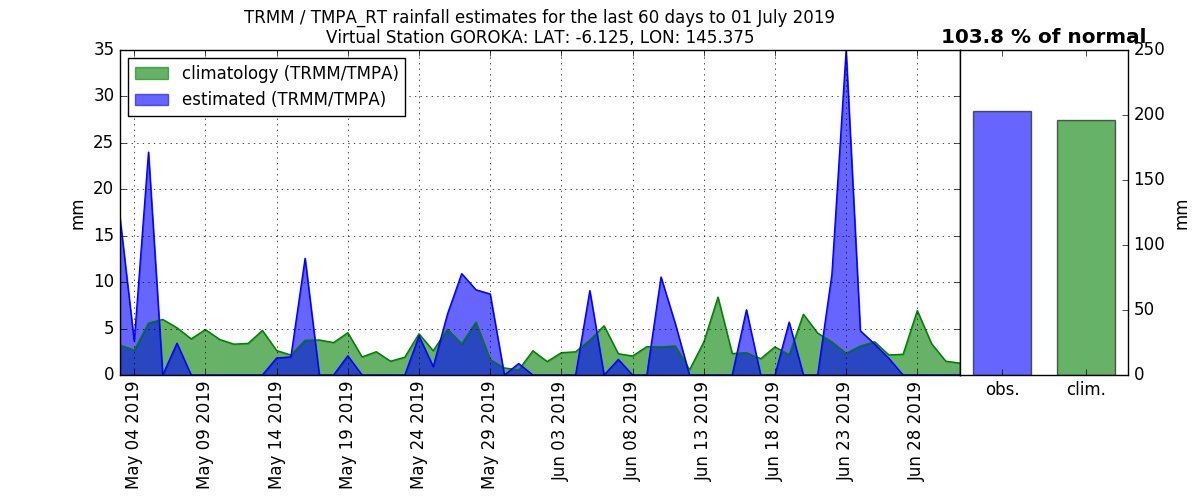 TRMM / TMPA_RT rainfall estimates for the last 60 days to 01 July 2019
Virtual Station GOROKA: LAT: -6.125, LON: 145.375
103.8 % of normal
climatology (TRMM/TMPA)
estimated (TRMM/TMPA)
35
30
25
20
15
10
5
0
mm
May 04 2019
May 09 2019
May 14 2019
May 19 2019
May 24 2019
May 29 2019
Jun 03 2019
Jun 08 2019
Jun 13 2019
Jun 18 2019
Jun 23 2019
Jun 28 2019
obs.
clim.
250
200
150
100
50
0
mm